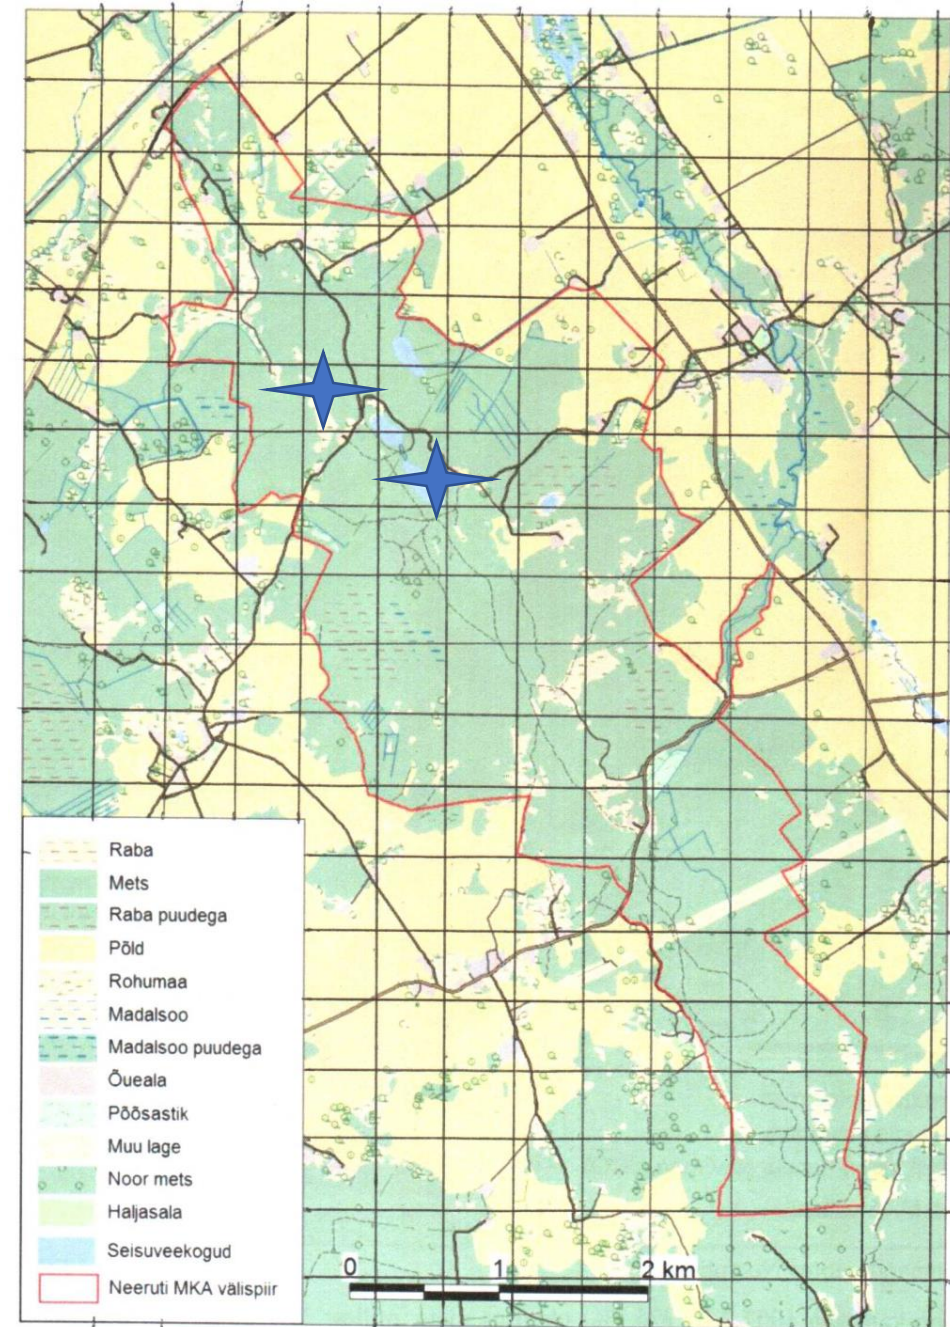 Raba
Mets
Raba puudega
Põld
Rohumaa
Madalsoo
Madalsoo puudega
Õueala
Põõsastik
Muu lage
Noor mets
Haljasala
Seisuveekogud
Neeruti MKA välispiir
0 1 2 km